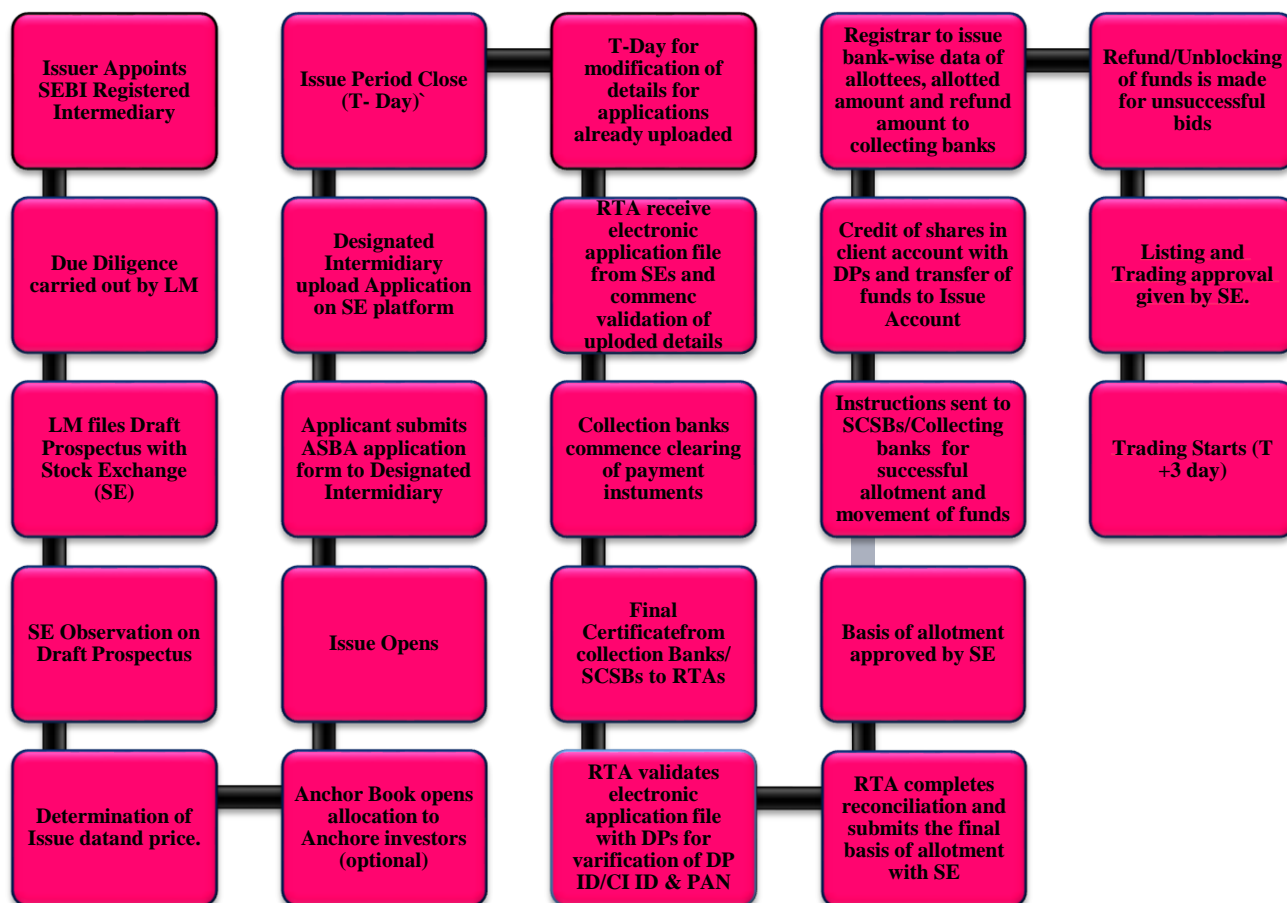 Issuer Appoints
SEBI Registered
Intermediary
Due Diligence
carried out by LM
LM files Draft
Prospectus with
Stock Exchange
(SE)
SE Observation on
Draft Prospectus
Determination of
Issue datand price.
Anchor Book opens
allocation to
Anchore investors
(optional)
Issue Opens
Applicant submits
ASBA application
form to Designated
Intermidiary
Designated
Intermidiary
upload Application
on SE platform
Issue Period Close
(T- Day)`
T-Day for
modification of
details for
applications
already uploaded
RTA receive
electronic
application file
from SEs and
commenc
validation of
uploded details
Collection banks
commence clearing
of payment
instuments
Final
Certificatefrom
collection Banks/
SCSBs to RTAs
RTA validates
electronic
application file
with DPs for
varification of DP
ID/CI ID & PAN
RTA completes
reconciliation and
submits the final
basis of allotment
with SE
Basis of allotment
approved by SE
Instructions sent to
SCSBs/Collecting
banks for
successful
allotment and
movement of funds
Credit of shares in
client account with
DPs and transfer of
funds to Issue
Account
Registrar to issue
bank-wise data of
allottees, allotted
amount and refund
amount to
collecting banks
Refund/Unblocking
of funds is made
for unsuccessful
bids
Listing and
Trading approval
given by SE.
Trading Starts (T
+3 day)